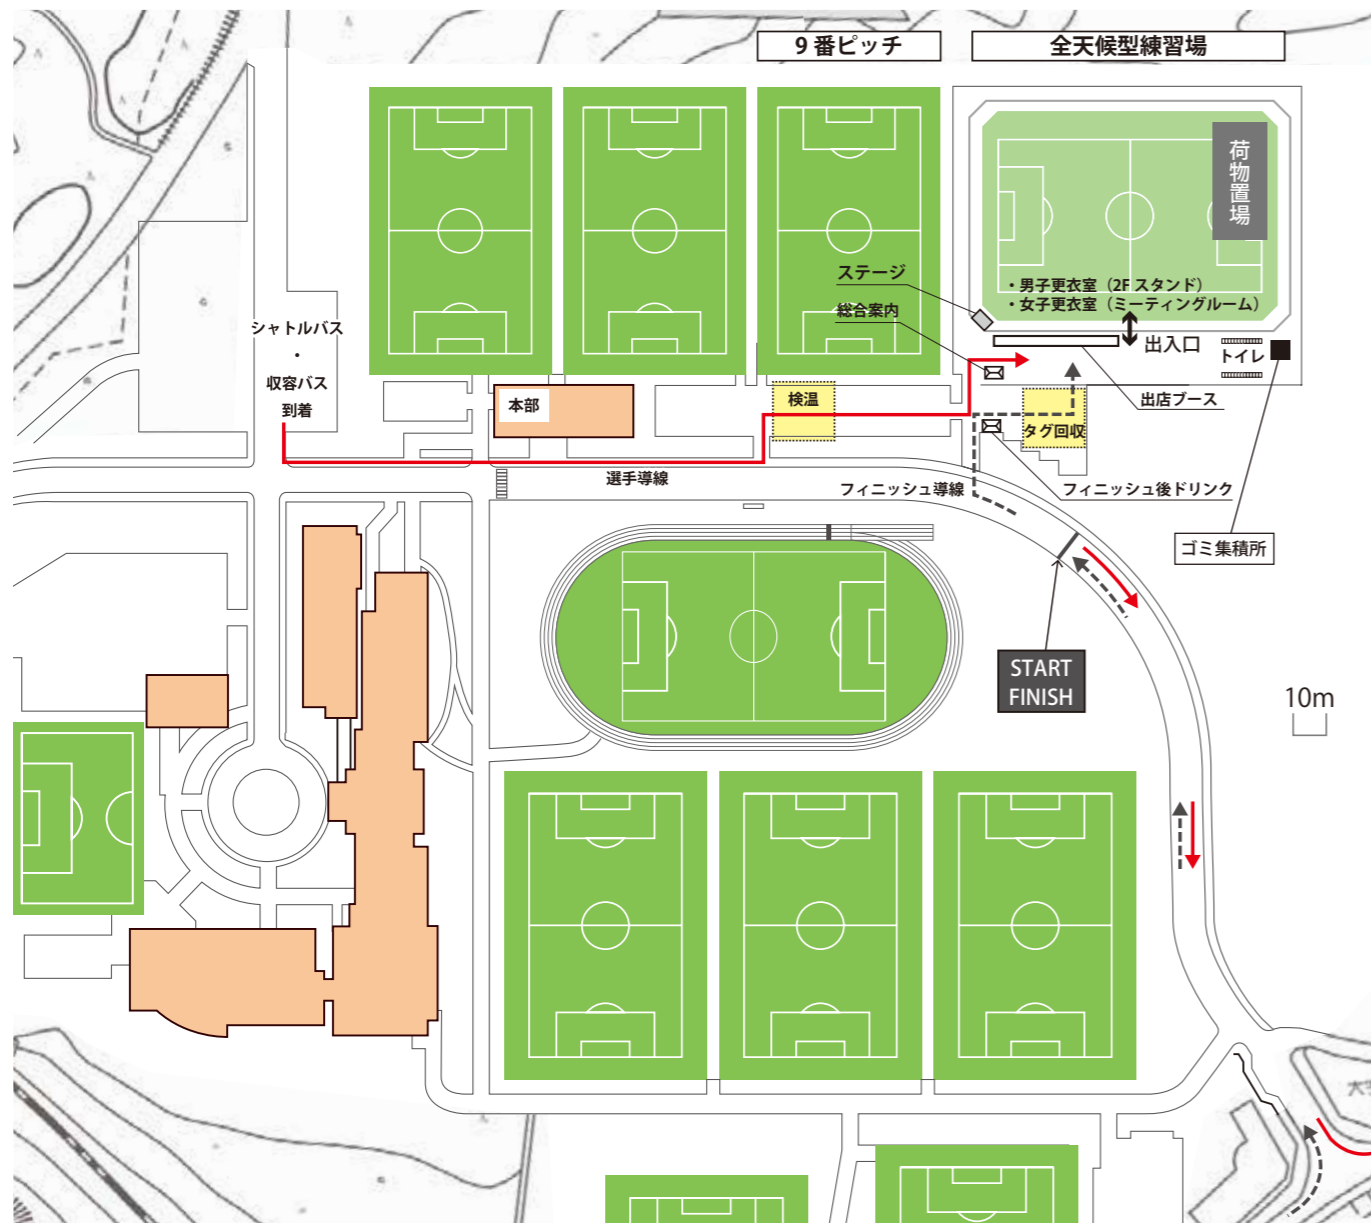 9番ピッチ
全天候型練習場
荷物置場
ステージ
・男子更衣室（2Fスタンド）
・女子更衣室（ミーティングルーム）
総合案内
シャトルバス
・
収容バス
到着
出入口
トイレ
本部
検温
出店ブース
タグ回収
選手導線
フィニッシュ導線
フィニッシュ後ドリンク
ゴミ集積所
START
FINISH
10m